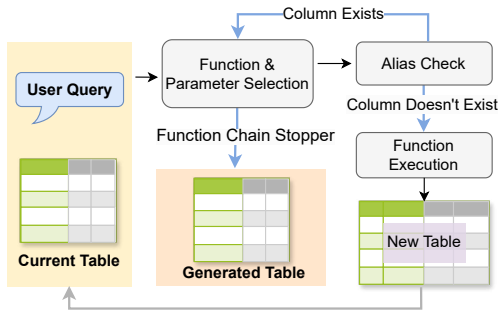 Column Exists
User Query
Function &
Parameter Selection
Alias Check
Column Doesn't Exist
Function Chain Stopper
Function
Execution
Current Table
Generated Table
New Table